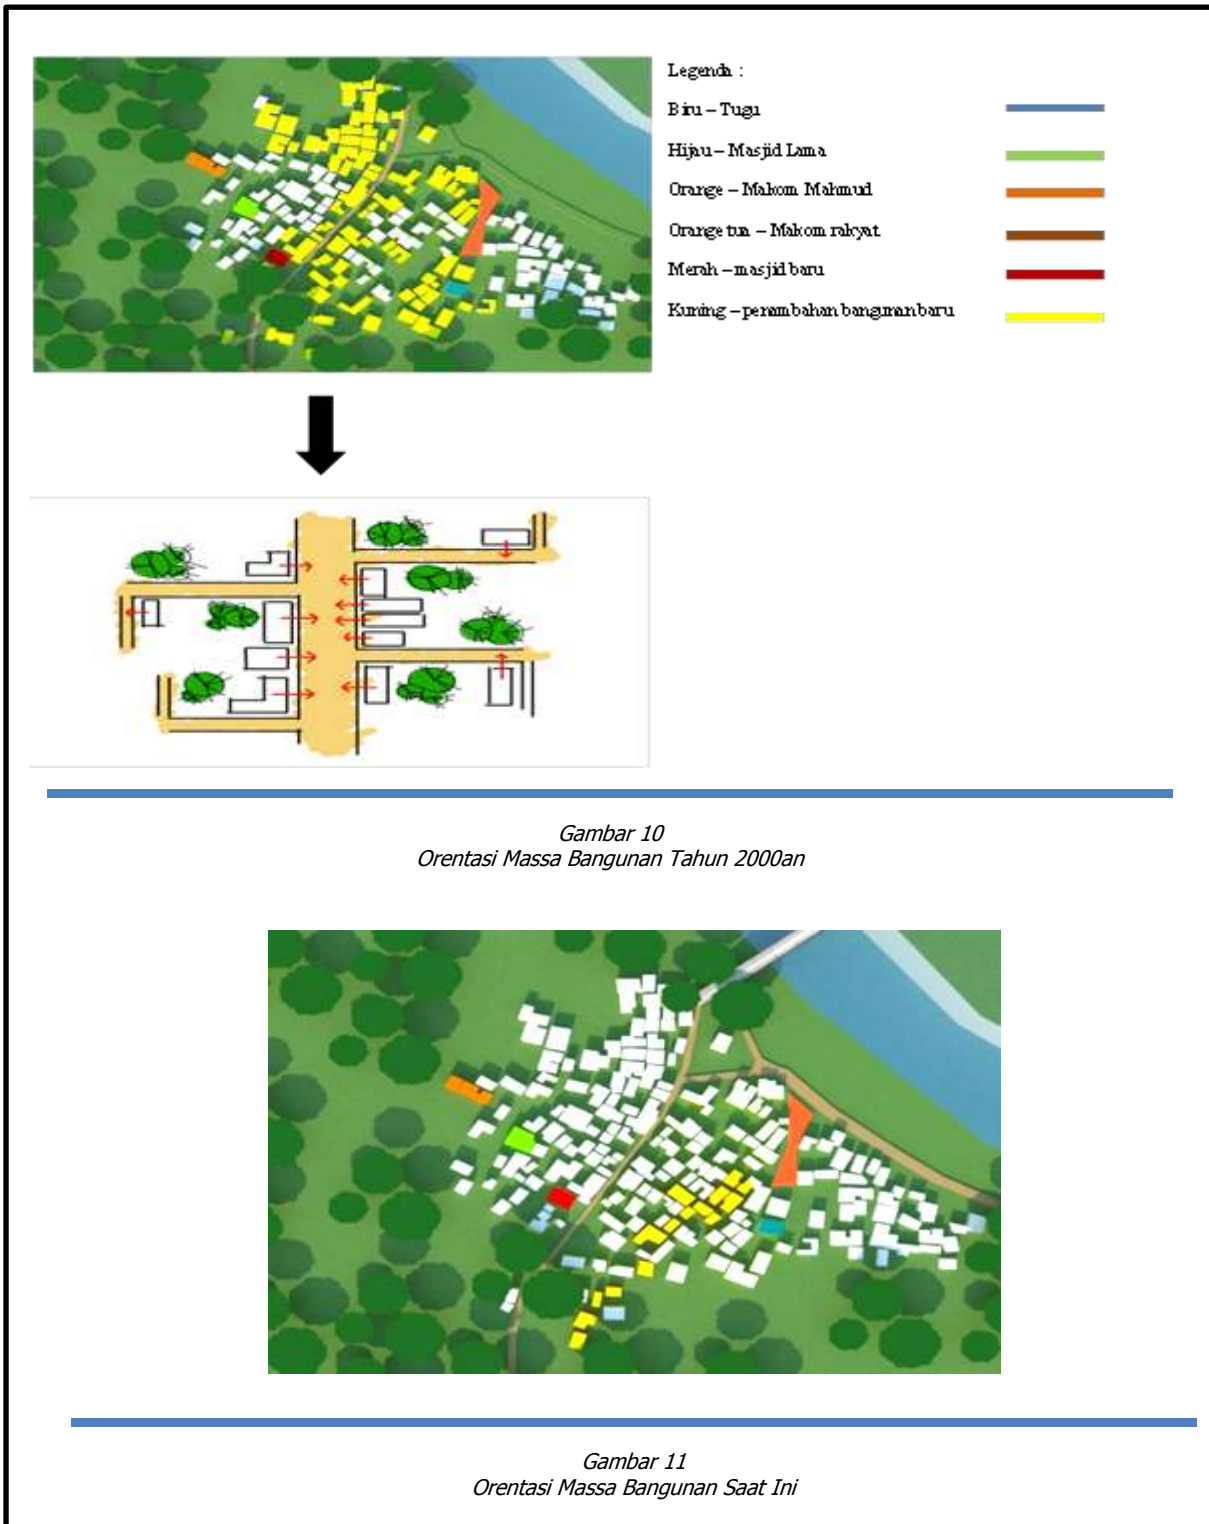 Legenda :
Biru – Tugu
Hijau – Masjid Lama
Orange – Makom Mahmud
Orange tua – Makom rakyat
Merah – masjid baru
Kuning – penambahan bangunan baru
Gambar 10
Orentasi Massa Bangunan Tahun 2000an
Gambar 11
Orentasi Massa Bangunan Saat Ini